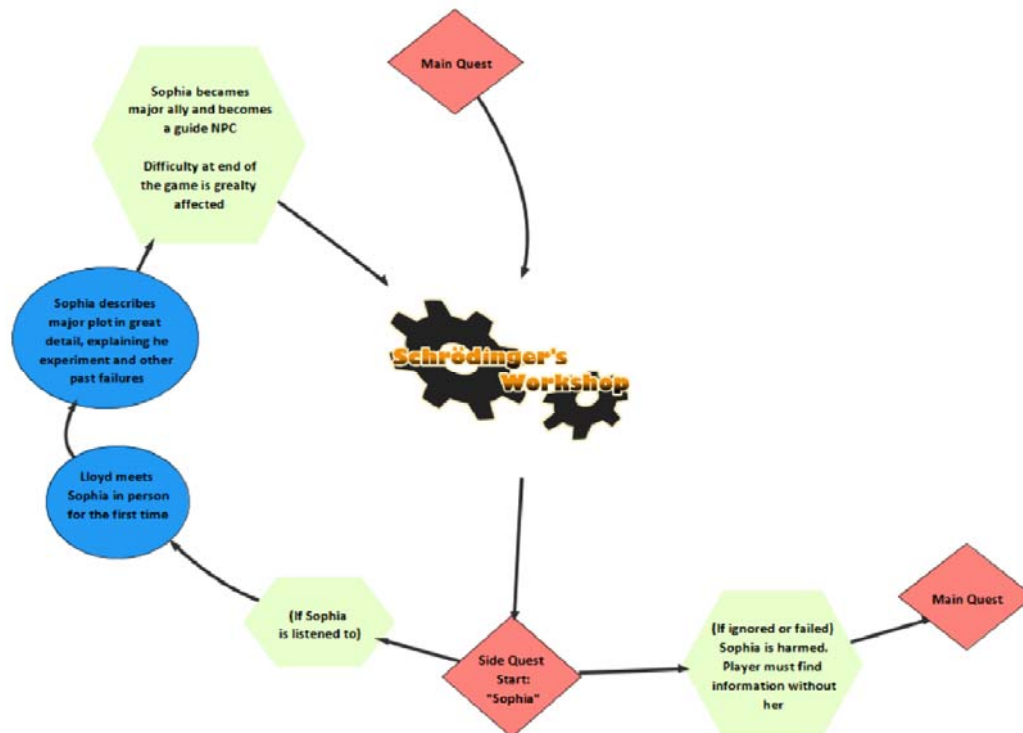 Main Quest
Sophia becames
major ally and becomes
a guide NPC
Difficulty at end of
the game is grealty
affected
Sophia describes
major plot in great
detail, explaining he
experiment and other
past failures
Schrödinger's
Workshop
Lloyd meets
Sophia in person
for the first time
(If Sophia
is listened to)
Side Quest
Start:
"Sophia"
(If ignored or failed)
Sophia is harmed.
Player must find
information without
her
Main Quest